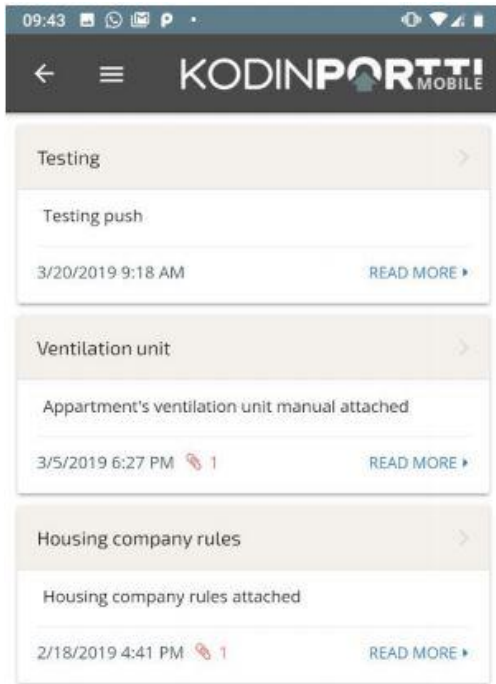 09:43
KODINPORTTI
MOBILE
Testing
Testing push
3/20/2019 9:18 AM READ MORE
Ventilation unit
Appartment's ventilation unit manual attached
3/5/2019 6:27 PM 1 READ MORE
Housing company rules
Housing company rules attached
2/18/2019 4:41 PM 1 READ MORE